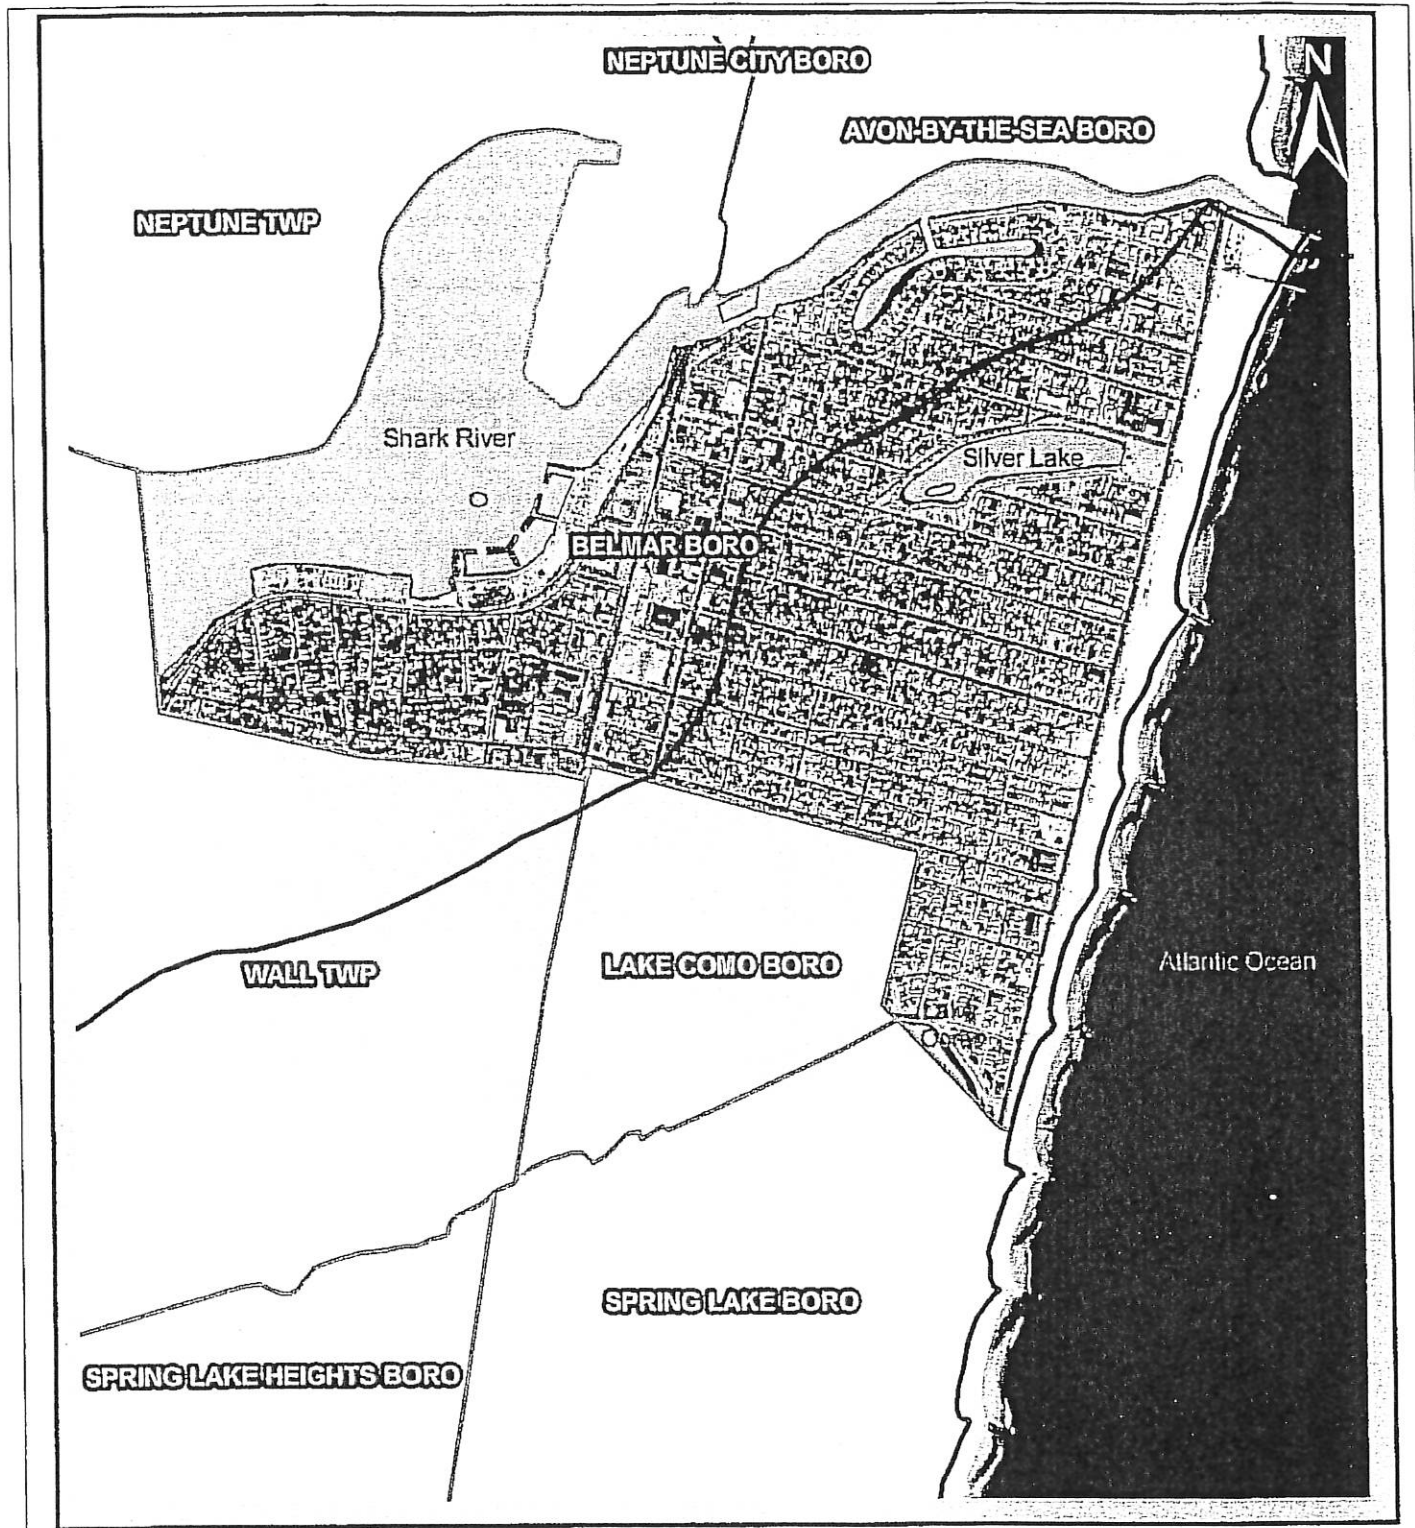 NEPTUNE CITY BORO
N
AVON-BY-THE-SEA BORO
NEPTUNE TWP
Shark River
Silver Lake
BELMAR BORO
Atlantic Ocean
WALL TWP
LAKE COMO BORO
Lake
SPRING LAKE BORO
SPRING LAKE HEIGHTS BORO